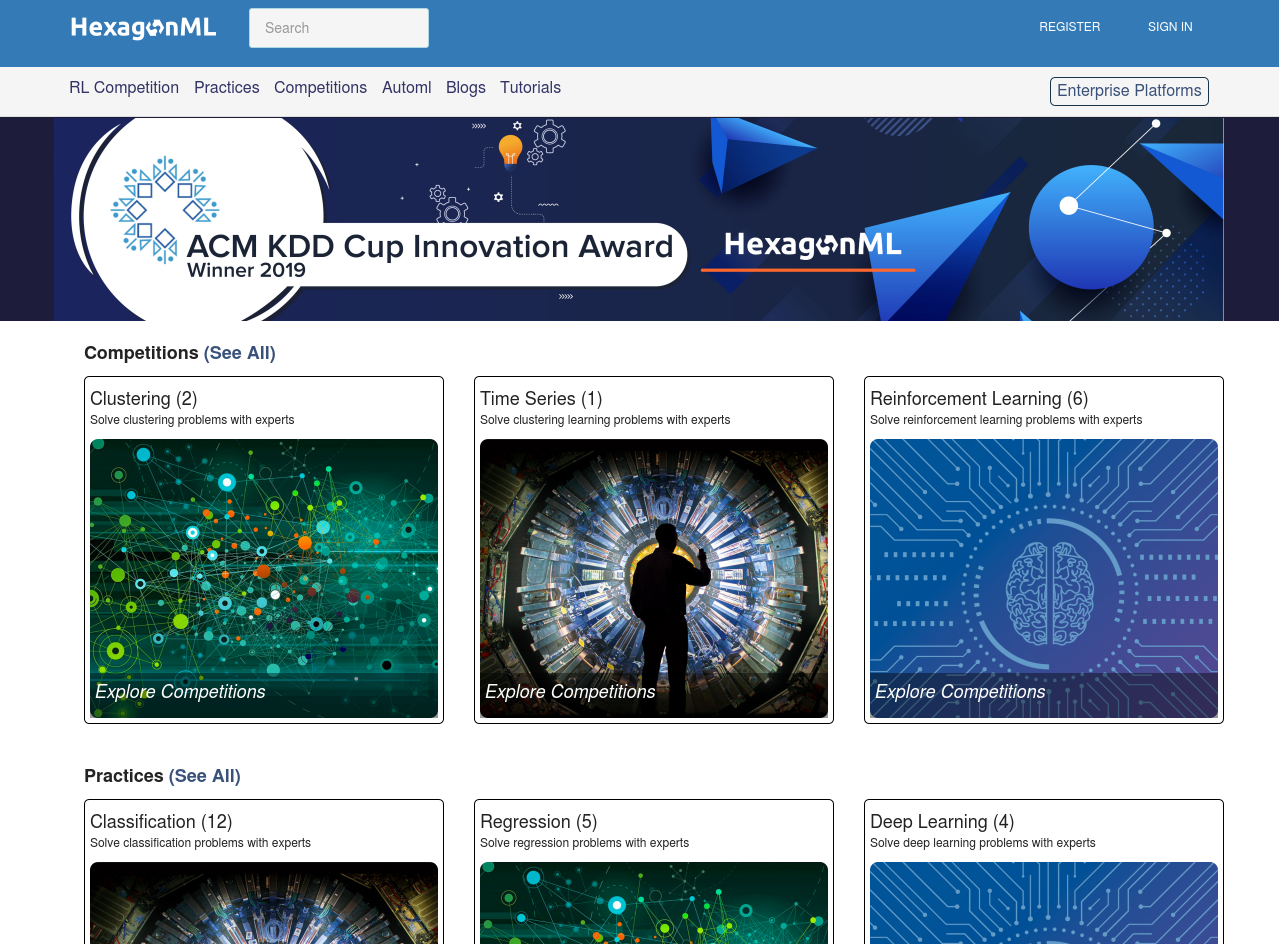 HexagonML
Search
REGISTER
SIGN IN
RL Competition
Practices
Competitions
Automl
Blogs
Tutorials
Enterprise Platforms
ACM KDD Cup Innovation Award
Winner 2019
HexagonML
Competitions (See All)
Clustering (2)
Solve clustering problems with experts
Explore Competitions
Time Series (1)
Solve clustering learning problems with experts
Explore Competitions
Reinforcement Learning (6)
Solve reinforcement learning problems with experts
Explore Competitions
Practices (See All)
Classification (12)
Solve classification problems with experts
Regression (5)
Solve regression problems with experts
Deep Learning (4)
Solve deep learning problems with experts